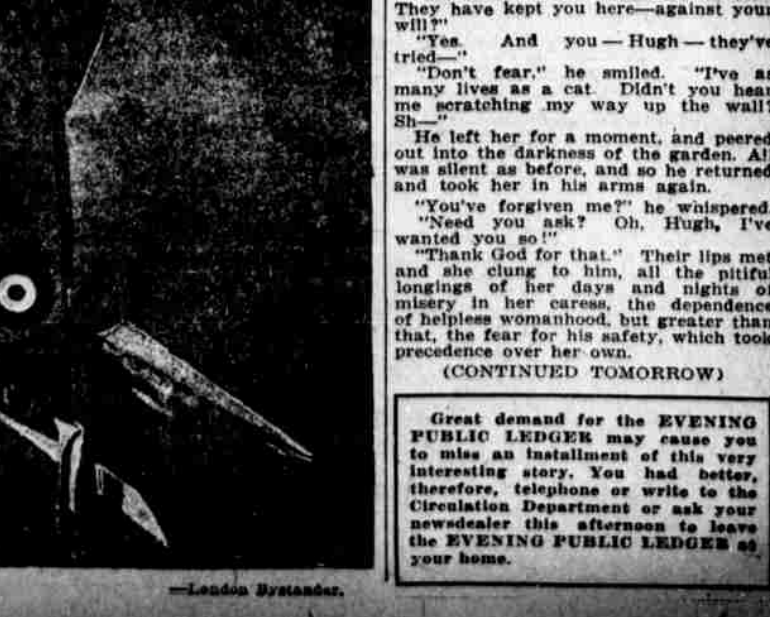 They have kept you here—against your
will?"
"Yes. And you — Hugh — they've
tried—"
"Don't fear," he smiled. "I've as
many lives as a cat. Didn't you hear
me scratching my way up the wall?
Sh—"
He left her for a moment, and peered
out into the darkness of the garden. All
was silent as before, and so he returned
and took her in his arms again.
"You've forgiven me?" he whispered.
"Need you ask? Oh, Hugh, I've
wanted you so!"
"Thank God for that." Their lips met
and she clung to him, all the pitiful
longings of her days and nights of
misery in her caress, the dependence
of helpless womanhood, but greater than
that, the fear for his safety, which took
precedence over her own.
(CONTINUED TOMORROW)
Great demand for the EVENING
PUBLIC LEDGER may cause you
to miss an installment of this very
interesting story. You had better,
therefore, telephone or write to the
Circulation Department or ask your
newsdealer this afternoon to leave
the EVENING PUBLIC LEDGER at
your home.
—London Bystander.